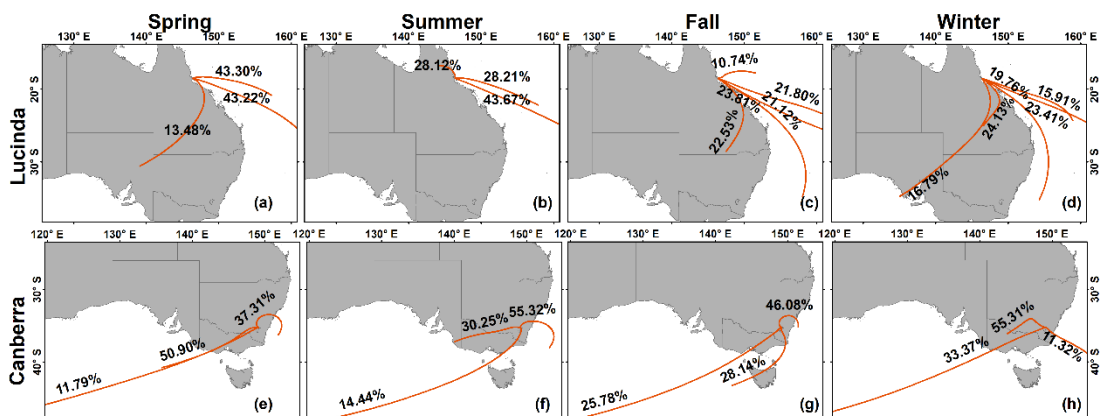 Spring Summer Fall Winter
130° E 140° E 150° E 160° E 130° E 140° E 150° E 160° E 130° E 140° E 150° E 160° E 130° E 140° E 150° E 160° E
Lucinda
20° S
30° S
43.30%
43.22%
13.48%
(a)
28.12%
28.21%
43.67%
(b)
10.74%
21.80%
21.12%
23.81%
22.53%
(c)
19.76%
15.91%
23.41%
24.13%
16.79%
(d)
20° S
30° S
120° E 130° E 140° E 150° E 120° E 130° E 140° E 150° E 120° E 130° E 140° E 150° E 120° E 130° E 140° E 150° E
Canberra
30° S
40° S
37.31%
50.90%
11.79%
(e)
55.32%
30.25%
14.44%
(f)
46.08%
28.14%
25.78%
(g)
55.31%
11.32%
33.37%
(h)
30° S
40° S